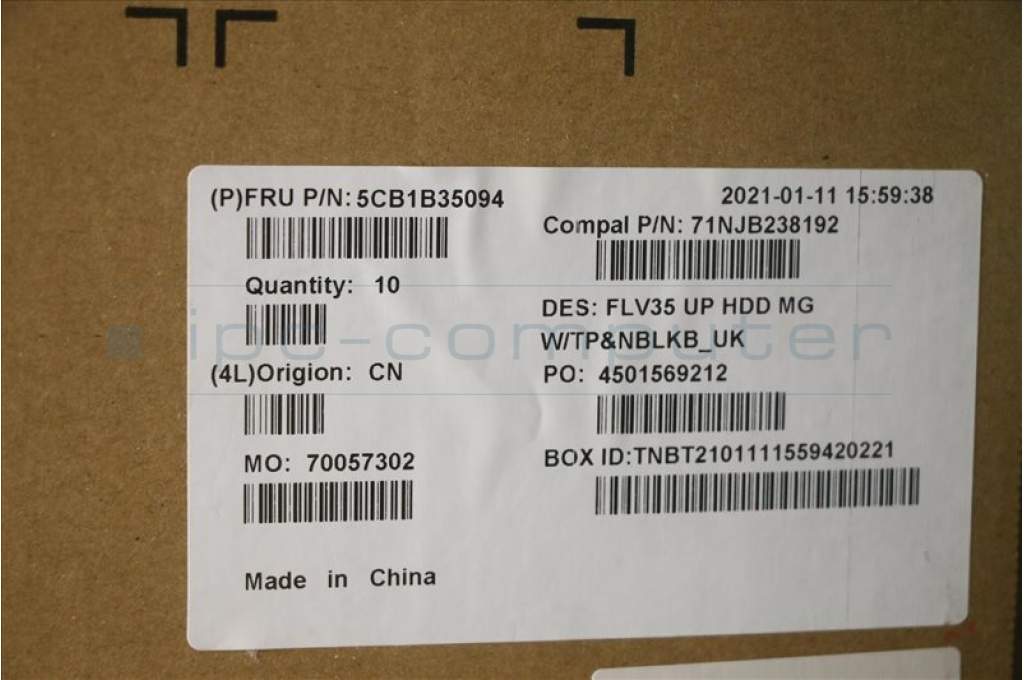 (P)FRU P/N: 5CB1B35094
2021-01-11 15:59:38
Compal P/N: 71NJB238192
Quantity: 10
DES: FLV35 UP HDD MG
W/TP&NBLKB_UK
(4L)Origion: CN
PO: 4501569212
MO: 70057302
BOX ID:TNBT2101111559420221
Made in China
ipc-computer